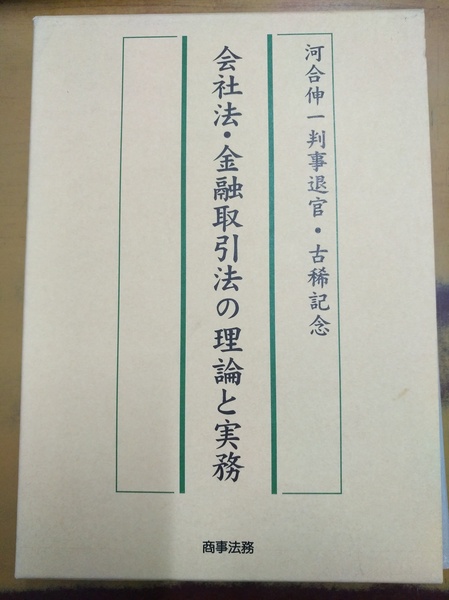 河合伸一判事退官・古稀記念
会社法・金融取引法の理論と実務
商事法務